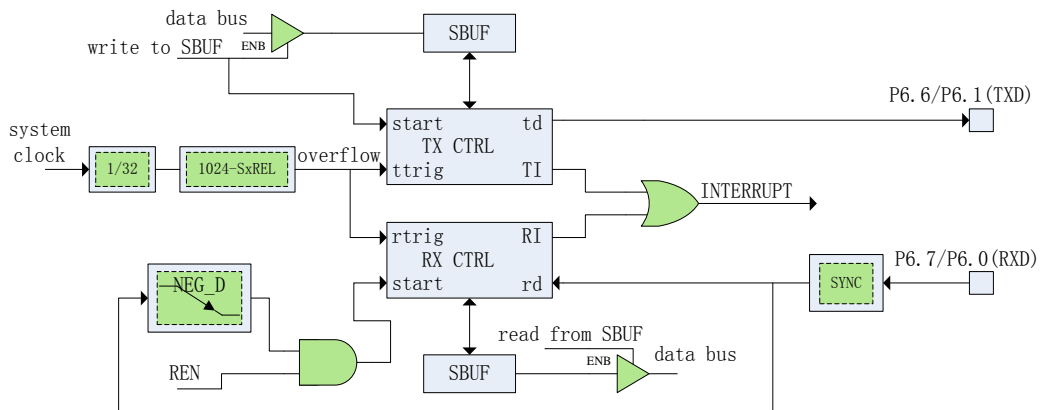 data bus
write to SBUF
ENB
SBUF
P6.6/P6.1(TXD)
start
td
TX CTRL
ttrig
TI
system
clock
1/32
1024-SxREL
overflow
INTERRUPT
rtrig
RI
RX CTRL
start
rd
P6.7/P6.0(RXD)
SYNC
NEG_D
REN
read from SBUF
ENB
SBUF
data bus